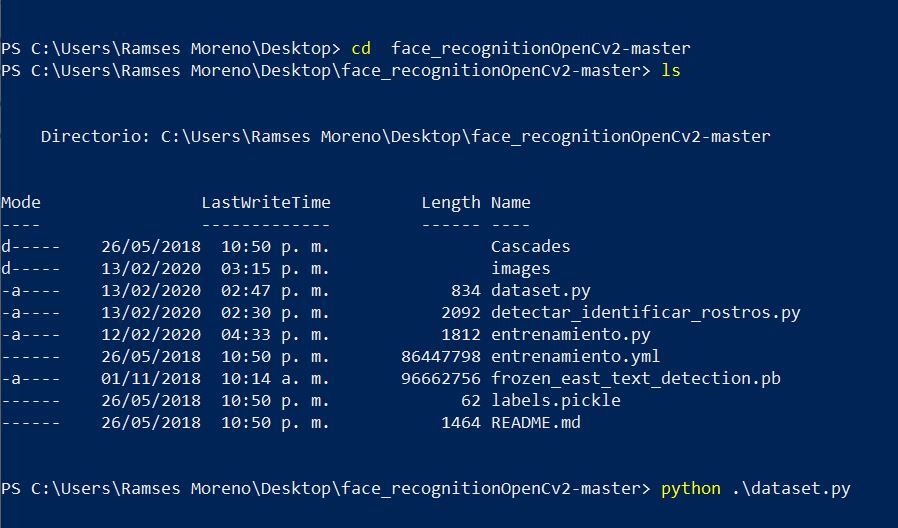 PS C:\Users\Ramses Moreno\Desktop> cd  face_recognitionOpenCv2-master
PS C:\Users\Ramses Moreno\Desktop\face_recognitionOpenCv2-master> ls
Directorio: C:\Users\Ramses Moreno\Desktop\face_recognitionOpenCv2-master
Mode                LastWriteTime         Length Name
----                -------------         ------ ----
d-----    26/05/2018  10:50 p. m.                Cascades
d-----    13/02/2020  03:15 p. m.                images
-a----    13/02/2020  02:47 p. m.            834 dataset.py
-a----    13/02/2020  02:30 p. m.           2092 detectar_identificar_rostros.py
-a----    12/02/2020  04:33 p. m.           1812 entrenamiento.py
------    26/05/2018  10:50 p. m.       86447798 entrenamiento.yml
-a----    01/11/2018  10:14 a. m.       96662756 frozen_east_text_detection.pb
------    26/05/2018  10:50 p. m.             62 labels.pickle
------    26/05/2018  10:50 p. m.           1464 README.md
PS C:\Users\Ramses Moreno\Desktop\face_recognitionOpenCv2-master> python .\dataset.py